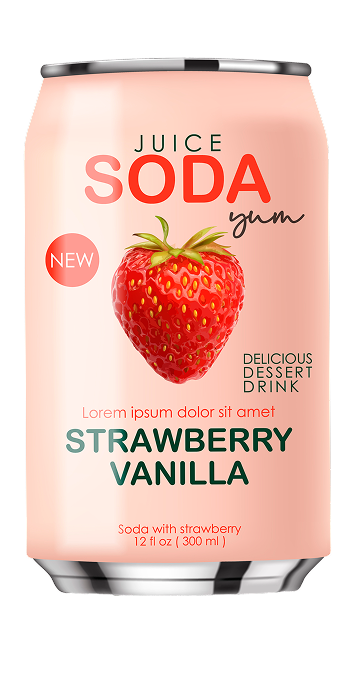 JUICE
SODA
yum
NEW
DELICIOUS
DESSERT
DRINK
Lorem ipsum dolor sit amet
STRAWBERRY
VANILLA
Soda with strawberry
12 fl oz ( 300 ml )